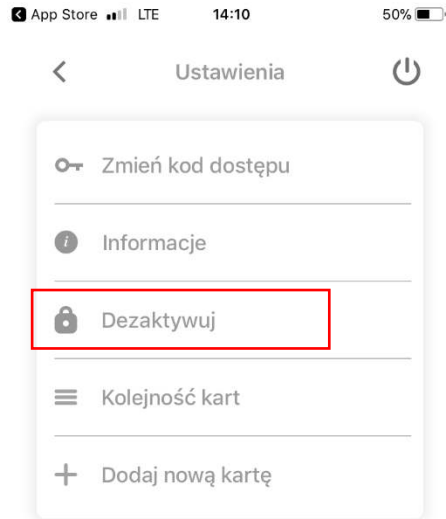 App Store LTE 14:10 50%
Ustawienia
Zmień kod dostępu
Informacje
Dezaktywuj
Kolejność kart
Dodaj nową kartę